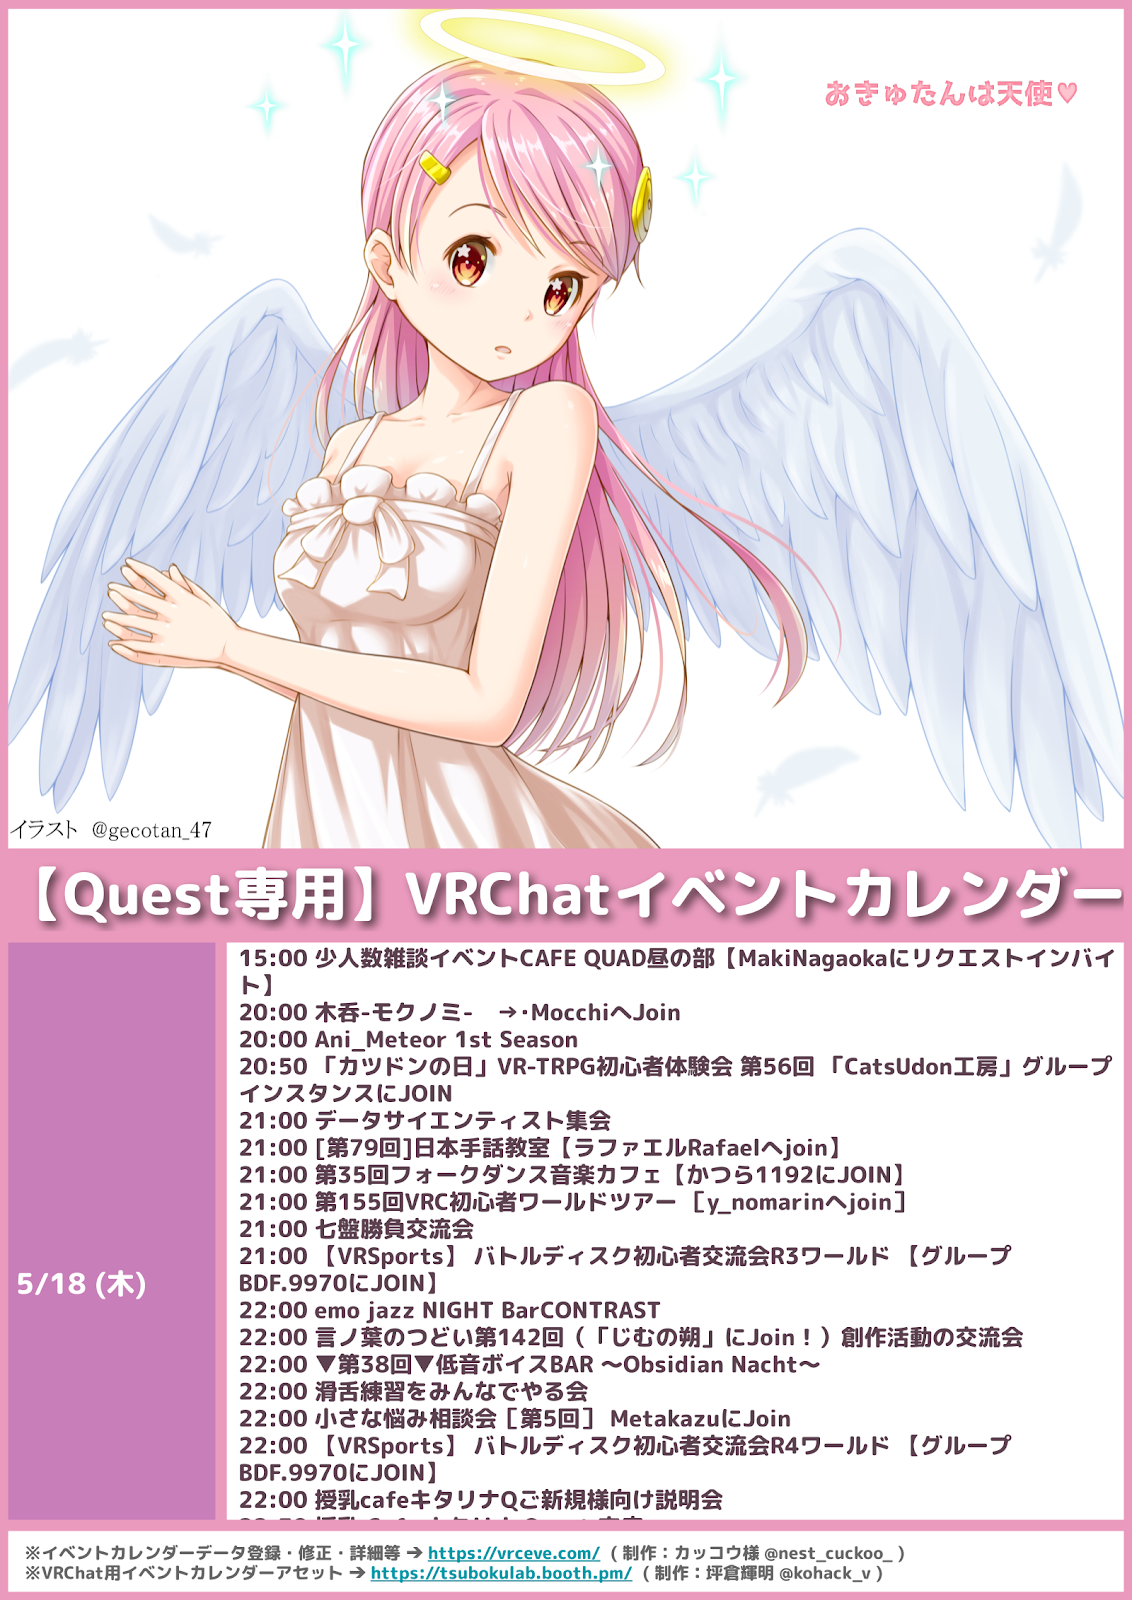 おきゅたんは天使♥
イラスト @gecotan_47
【Quest専用】VRChatイベントカレンダー
5/18 (木)
15:00 少人数雑談イベントCAFE QUAD昼の部【MakiNagaokaにリクエストインバイ
ト】
20:00 木呑-モクノミ-　→･MocchiへJoin
20:00 Ani_Meteor 1st Season
20:50 「カツドンの日」VR-TRPG初心者体験会 第56回 「CatsUdon工房」グループ
インスタンスにJOIN
21:00 データサイエンティスト集会
21:00 [第79回]日本手話教室【ラファエルRafaelへjoin】
21:00 第35回フォークダンス音楽カフェ【かつら1192にJOIN】
21:00 第155回VRC初心者ワールドツアー ［y_nomarinへjoin］
21:00 七盤勝負交流会
21:00 【VRSports】 バトルディスク初心者交流会R3ワールド 【グループ
BDF.9970にJOIN】
22:00 emo jazz NIGHT BarCONTRAST
22:00 言ノ葉のつどい第142回（「じむの朔」にJoin！）創作活動の交流会
22:00 ▼第38回▼低音ボイスBAR ～Obsidian Nacht～
22:00 滑舌練習をみんなでやる会
22:00 小さな悩み相談会［第5回］ MetakazuにJoin
22:00 【VRSports】 バトルディスク初心者交流会R4ワールド 【グループ
BDF.9970にJOIN】
22:00 授乳cafeキタリナQご新規様向け説明会
※イベントカレンダーデータ登録・修正・詳細等 ➔ https://vrceve.com/ ( 制作：カッコウ様 @nest_cuckoo_ )
※VRChat用イベントカレンダーアセット ➔ https://tsubokulab.booth.pm/ ( 制作：坪倉輝明 @kohack_v )